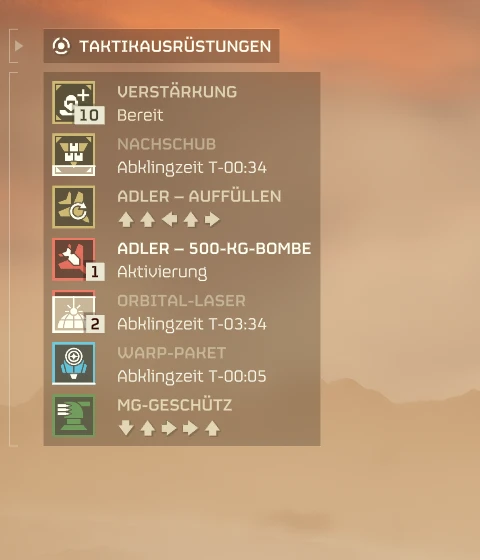 TAKTIKAUSRÜSTUNGEN
VERSTÄRKUNG
10
Bereit
NACHSCHUB
Abklingzeit T-00:34
ADLER – AUFFÜLLEN
ADLER – 500-KG-BOMBE
1
Aktivierung
ORBITAL-LASER
2
Abklingzeit T-03:34
WARP-PAKET
Abklingzeit T-00:05
MG-GESCHÜTZ